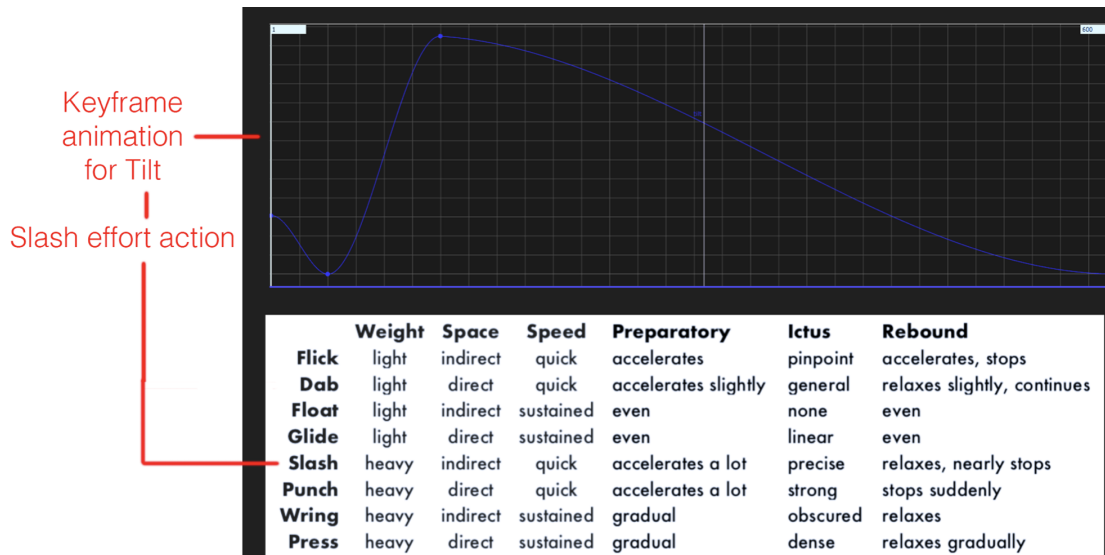 1
600
Keyframe
animation
for Tilt
Slash effort action
Weight Space Speed Preparatory Ictus Rebound
Flick light indirect quick accelerates pinpoint accelerates, stops
Dab light direct quick accelerates slightly general relaxes slightly, continues
Float light indirect sustained even none even
Glide light direct sustained even linear even
Slash heavy indirect quick accelerates a lot precise relaxes, nearly stops
Punch heavy direct quick accelerates a lot strong stops suddenly
Wring heavy indirect sustained gradual obscured relaxes
Press heavy direct sustained gradual dense relaxes gradually